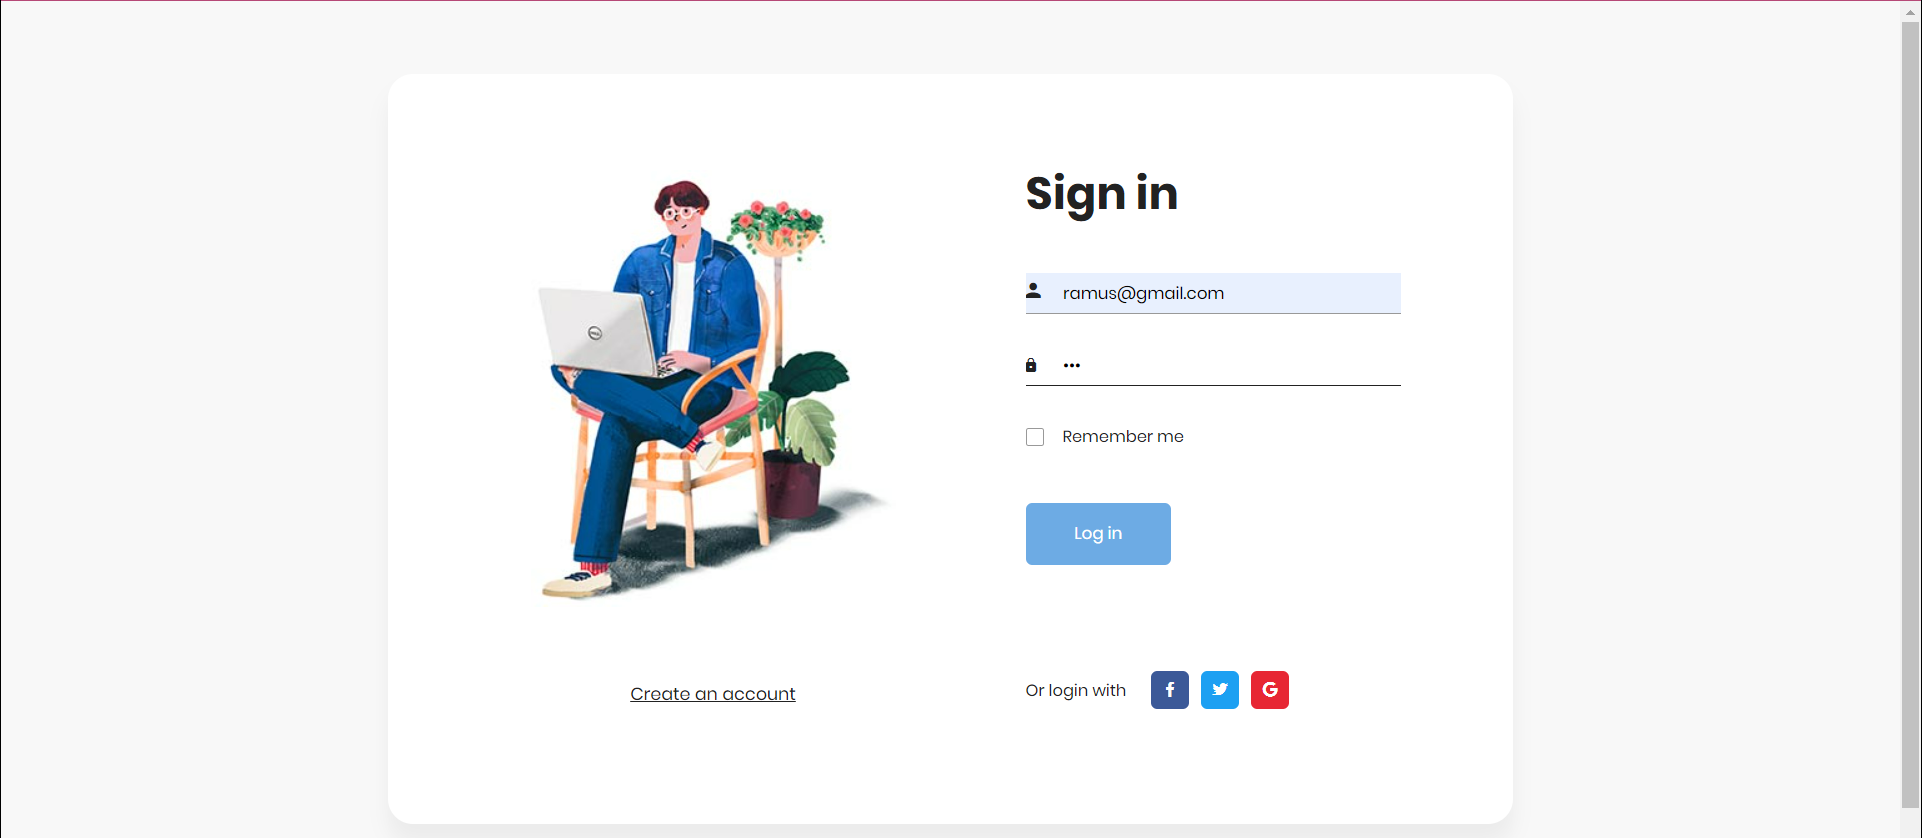 Sign in
ramus@gmail.com
•••
Remember me
Log in
Create an account
Or login with